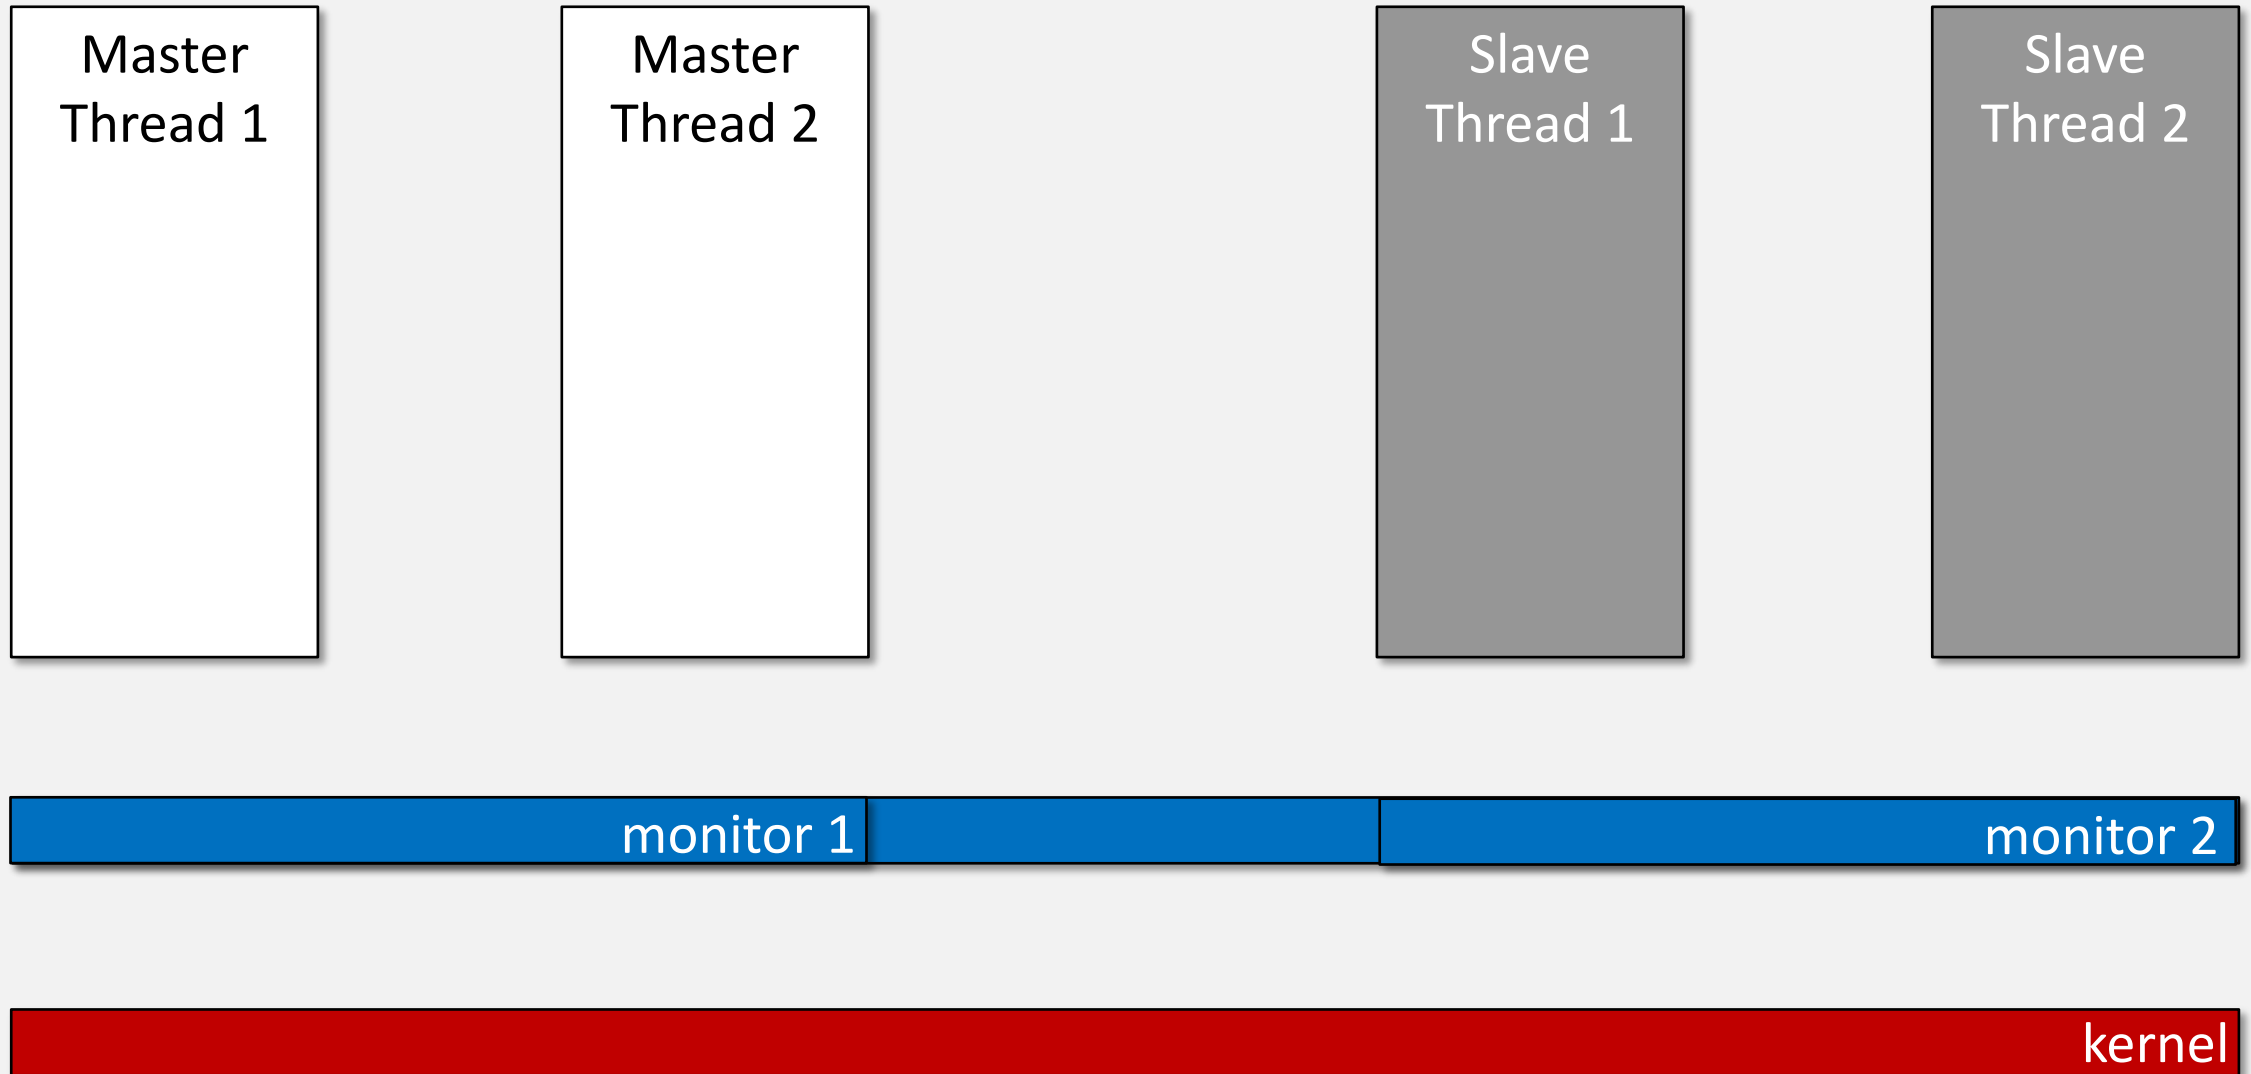 Master
Thread 1
Master
Thread 2
Slave
Thread 1
Slave
Thread 2
monitor 1
monitor 2
kernel